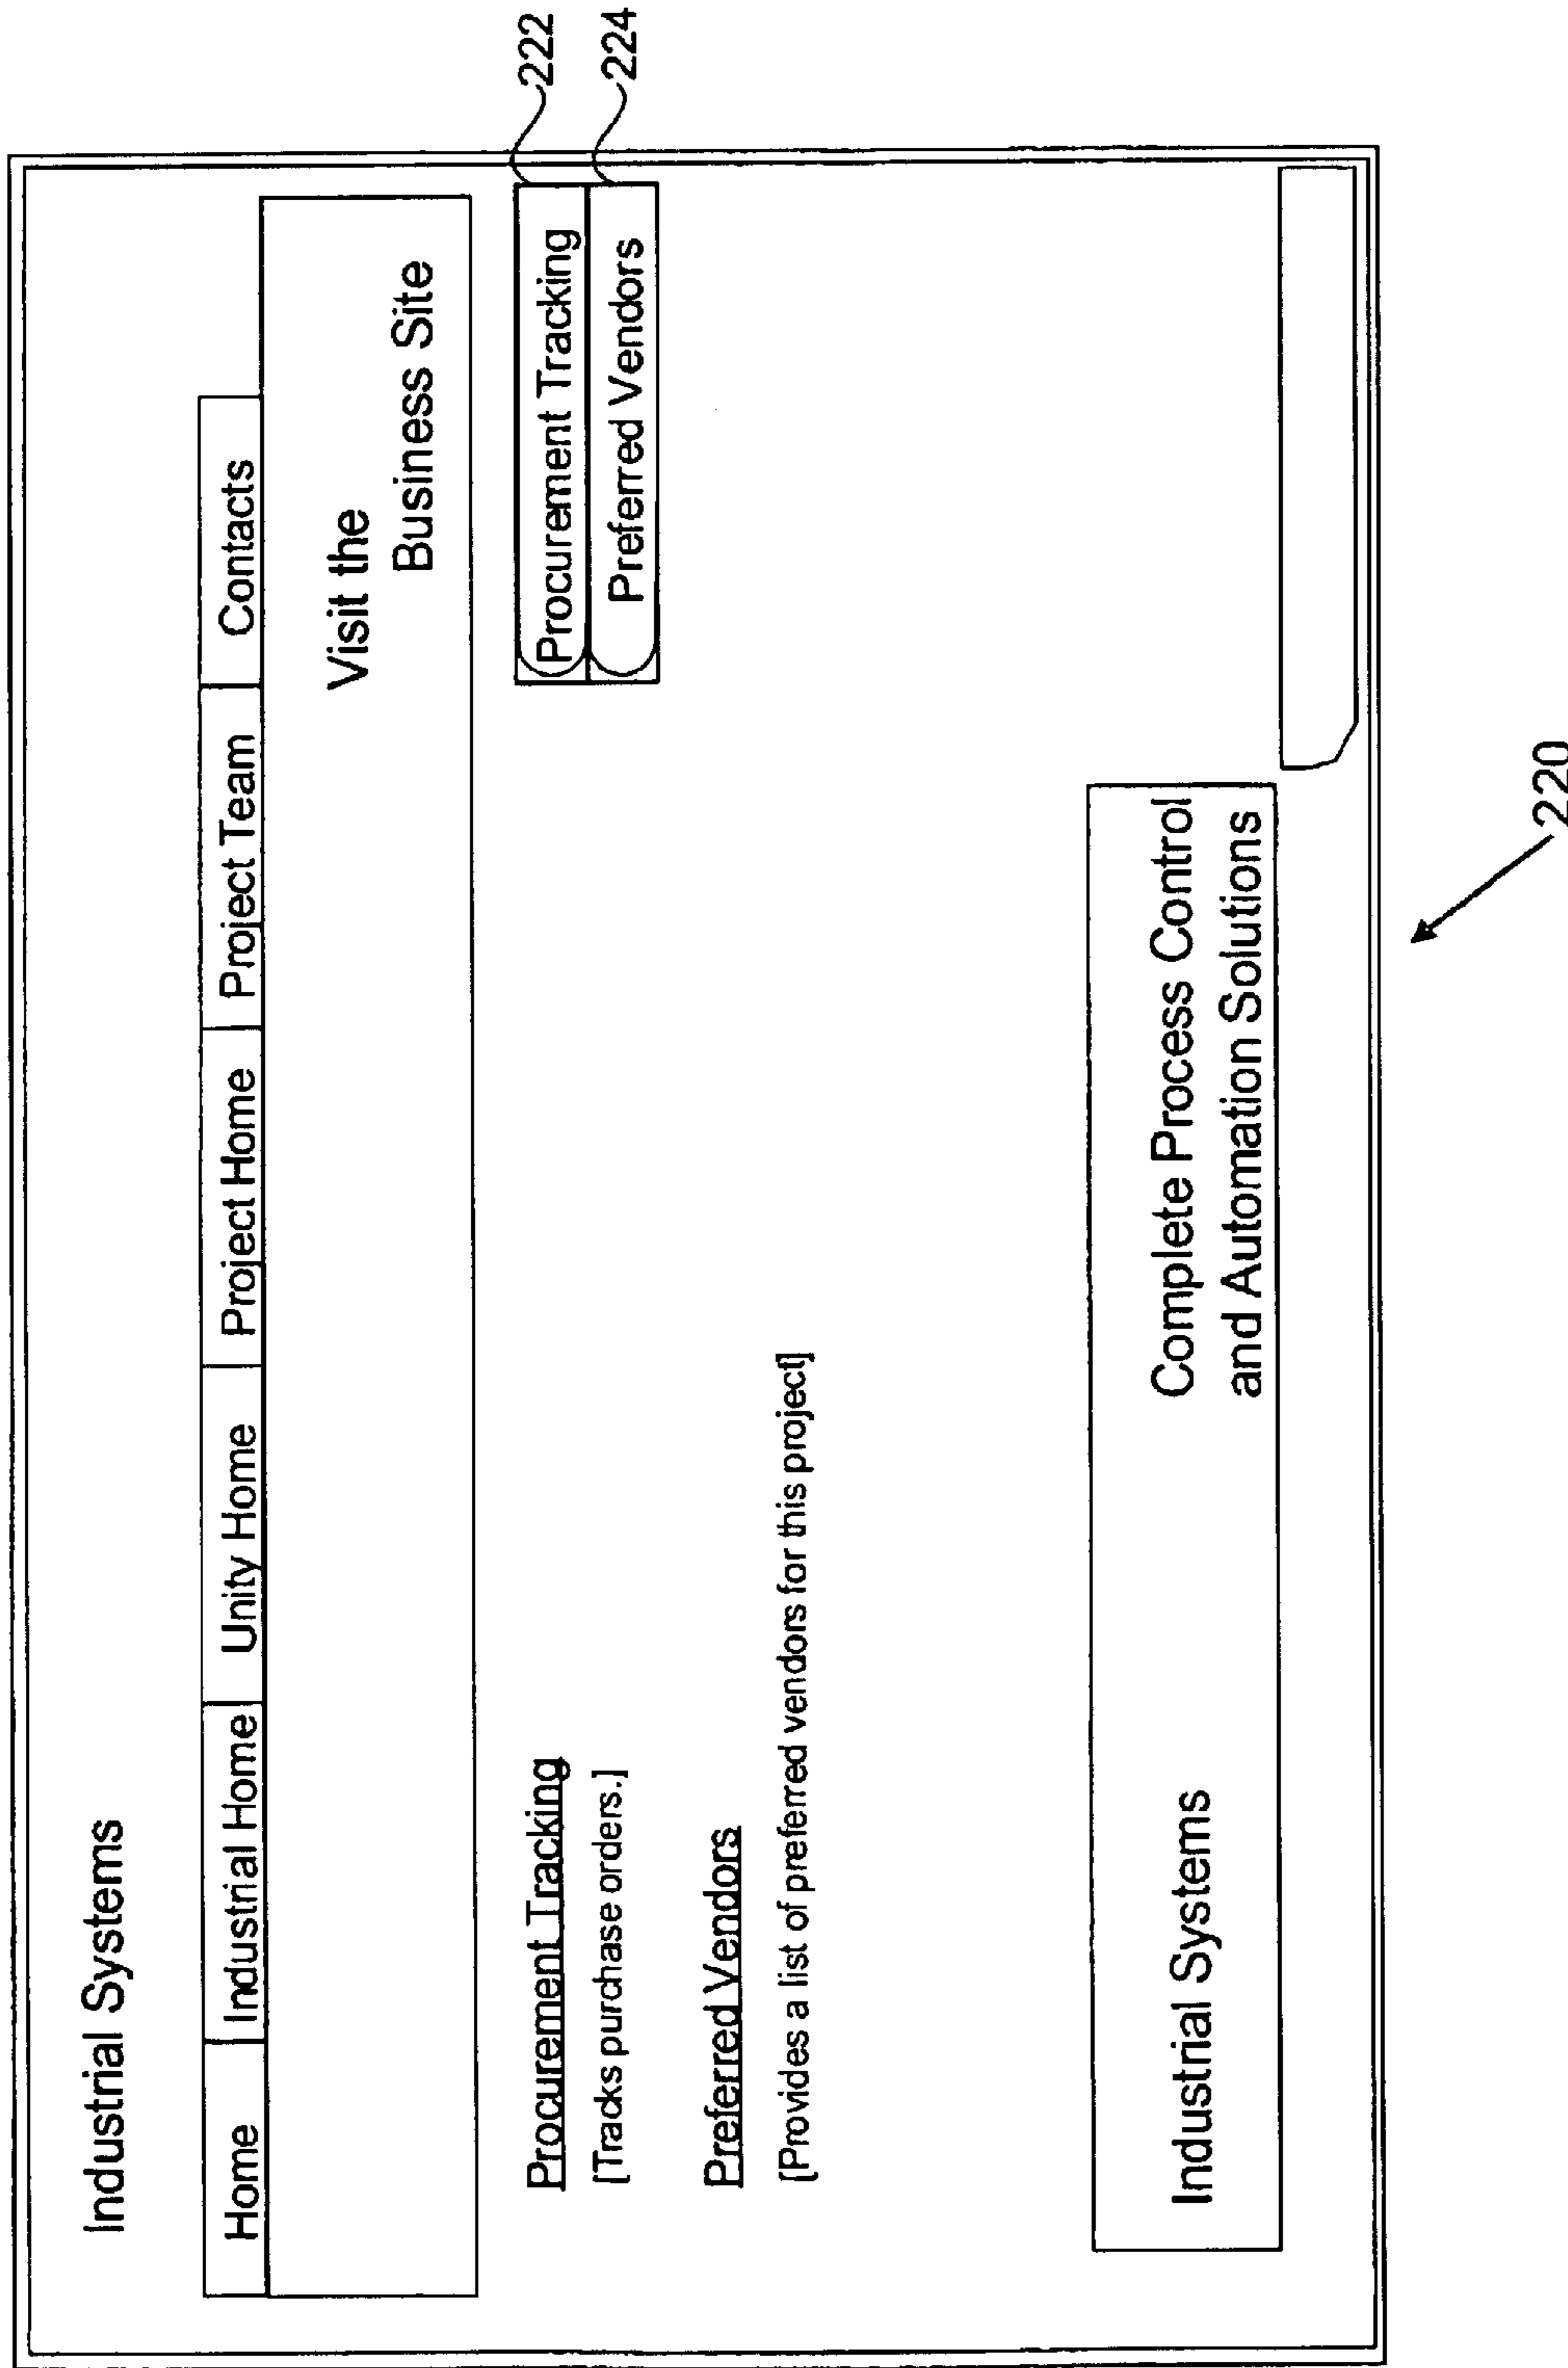 Industrial Systems
Home Industrial Home Unity Home Project Home Project Team Contacts
Visit the
Business Site
Procurement Tracking
[Tracks purchase orders.]
Preferred Vendors
[Provides a list of preferred vendors for this project]
Procurement Tracking
222
Preferred Vendors
224
Industrial Systems
Complete Process Control
and Automation Solutions
220